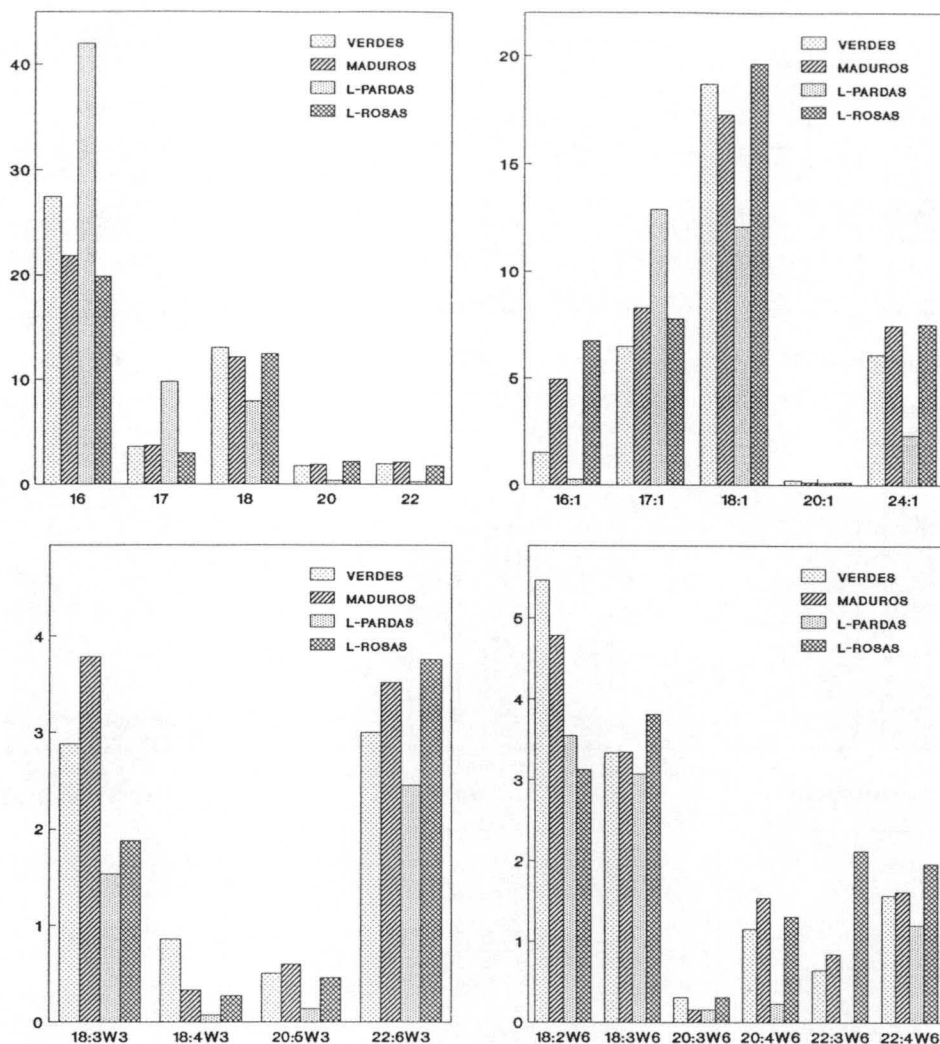 VERDES
MADUROS
L-PARDAS
L-ROSAS
40
30
20
10
0
16 17 18 20 22
VERDES
MADUROS
L-PARDAS
L-ROSAS
20
15
10
5
0
16:1 17:1 18:1 20:1 24:1
VERDES
MADUROS
L-PARDAS
L-ROSAS
4
3
2
1
0
18:3W3 18:4W3 20:5W3 22:6W3
VERDES
MADUROS
L-PARDAS
L-ROSAS
5
4
3
2
1
0
18:2W6 18:3W6 20:3W6 20:4W6 22:3W6 22:4W6